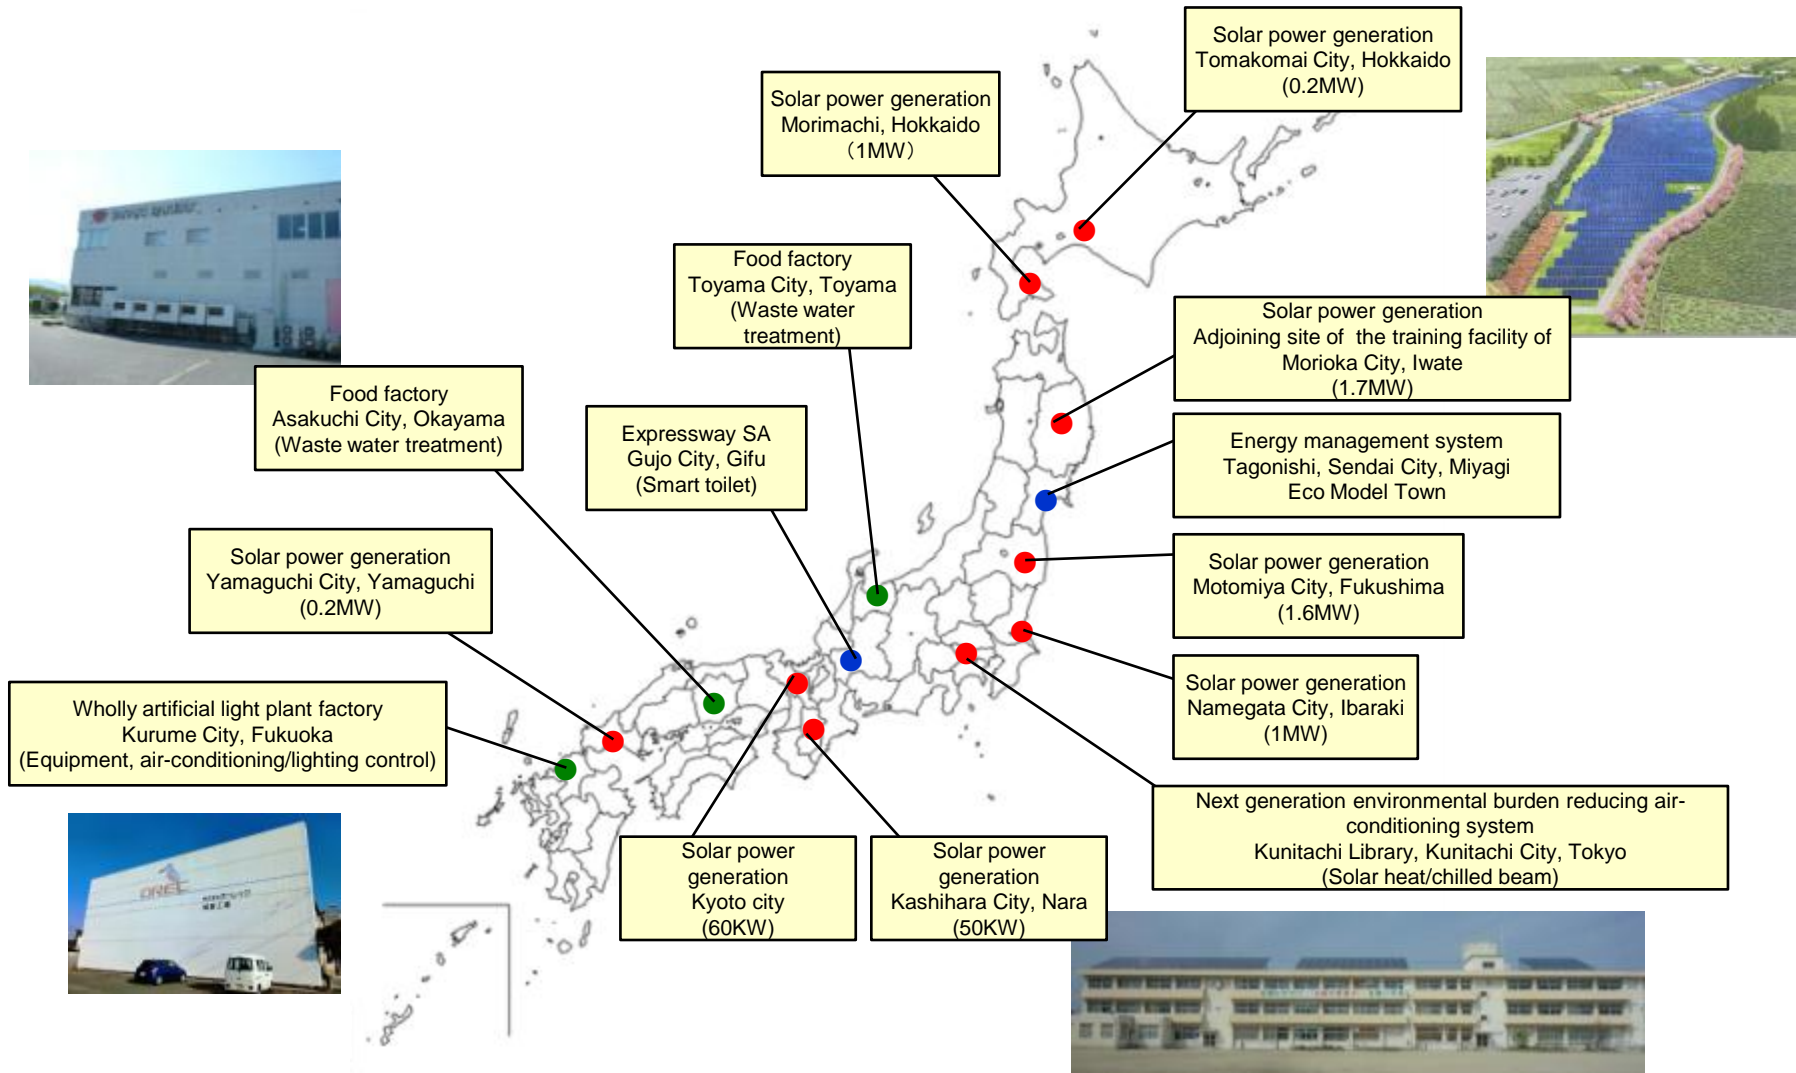 Solar power generation
Tomakomai City, Hokkaido
(0.2MW)
Solar power generation
Morimachi, Hokkaido
（1MW）
Food factory
Toyama City, Toyama
(Waste water
treatment)
Solar power generation
Adjoining site of the training facility of
Morioka City, Iwate
(1.7MW)
Food factory
Asakuchi City, Okayama
(Waste water treatment)
Expressway SA
Gujo City, Gifu
(Smart toilet)
Energy management system
Tagonishi, Sendai City, Miyagi
Eco Model Town
Solar power generation
Yamaguchi City, Yamaguchi
(0.2MW)
Solar power generation
Motomiya City, Fukushima
(1.6MW)
Solar power generation
Namegata City, Ibaraki
(1MW)
Wholly artificial light plant factory
Kurume City, Fukuoka
(Equipment, air-conditioning/lighting control)
Next generation environmental burden reducing air-
conditioning system
Kunitachi Library, Kunitachi City, Tokyo
(Solar heat/chilled beam)
Solar power
generation
Kyoto city
(60KW)
Solar power
generation
Kashihara City, Nara
(50KW)
OREC